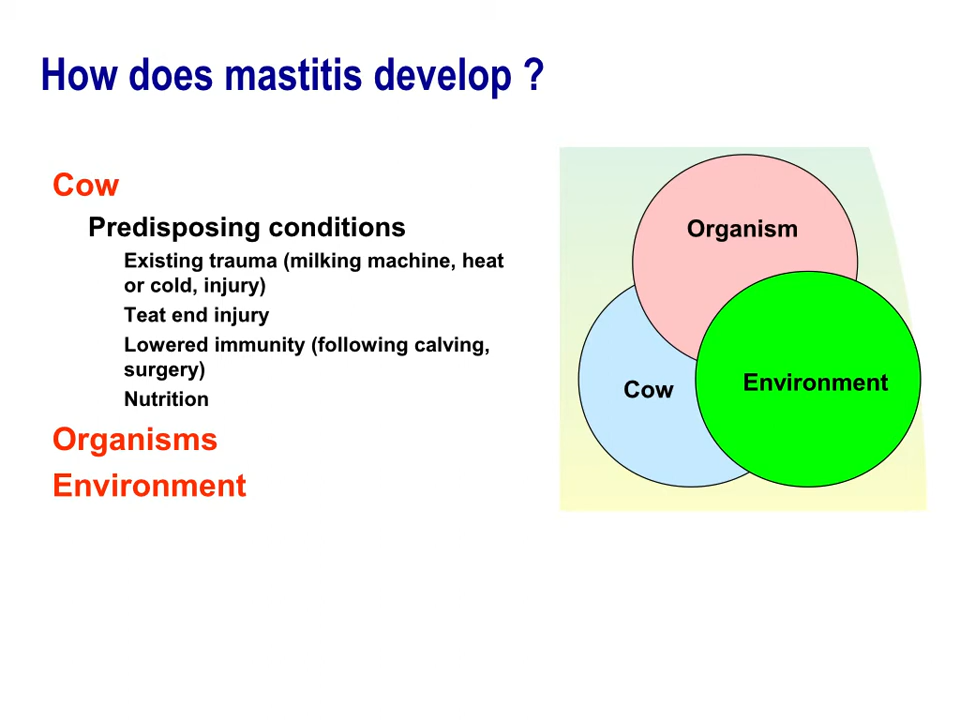 How does mastitis develop ?
Cow
Predisposing conditions
Existing trauma (milking machine, heat
or cold, injury)
Teat end injury
Lowered immunity (following calving,
surgery)
Nutrition
Organisms
Environment
Organism
Cow
Environment